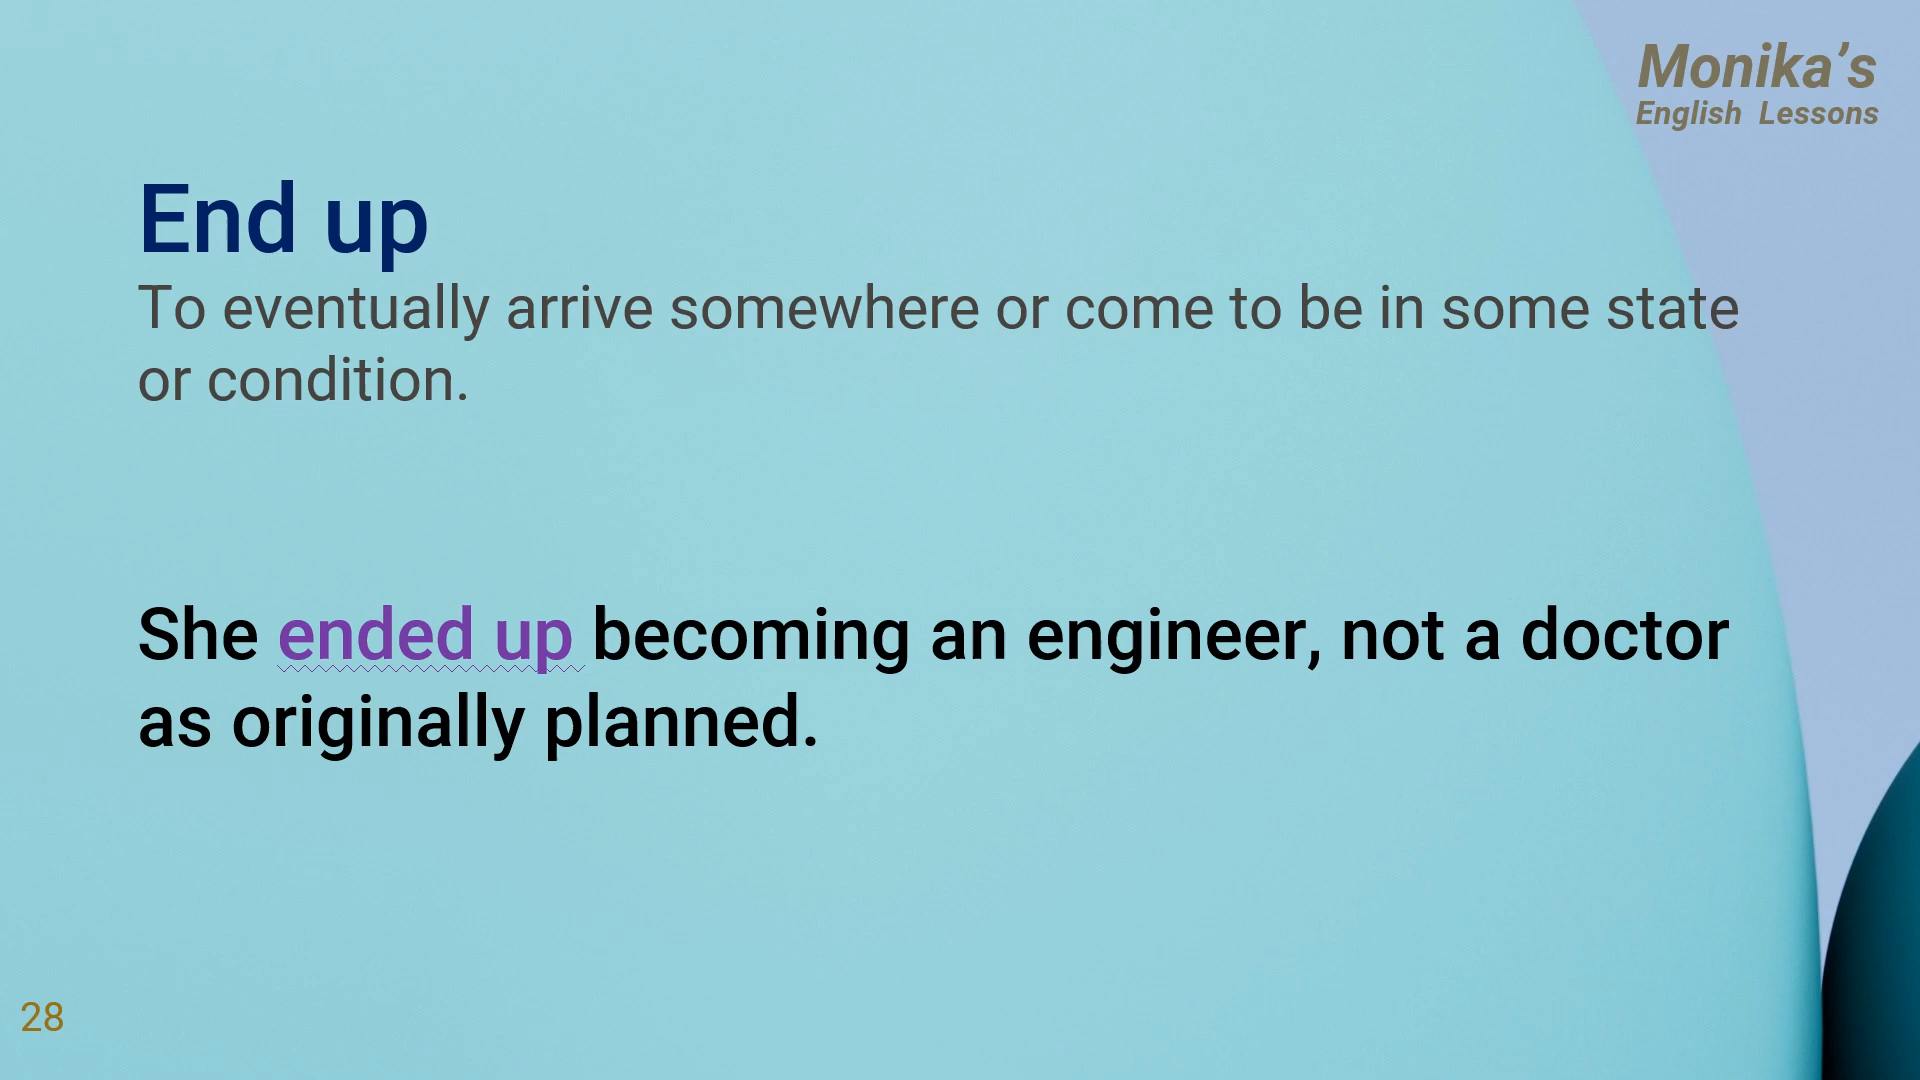 Monika’s
English Lessons
End up
To eventually arrive somewhere or come to be in some state
or condition.
She ended up becoming an engineer, not a doctor
as originally planned.
28